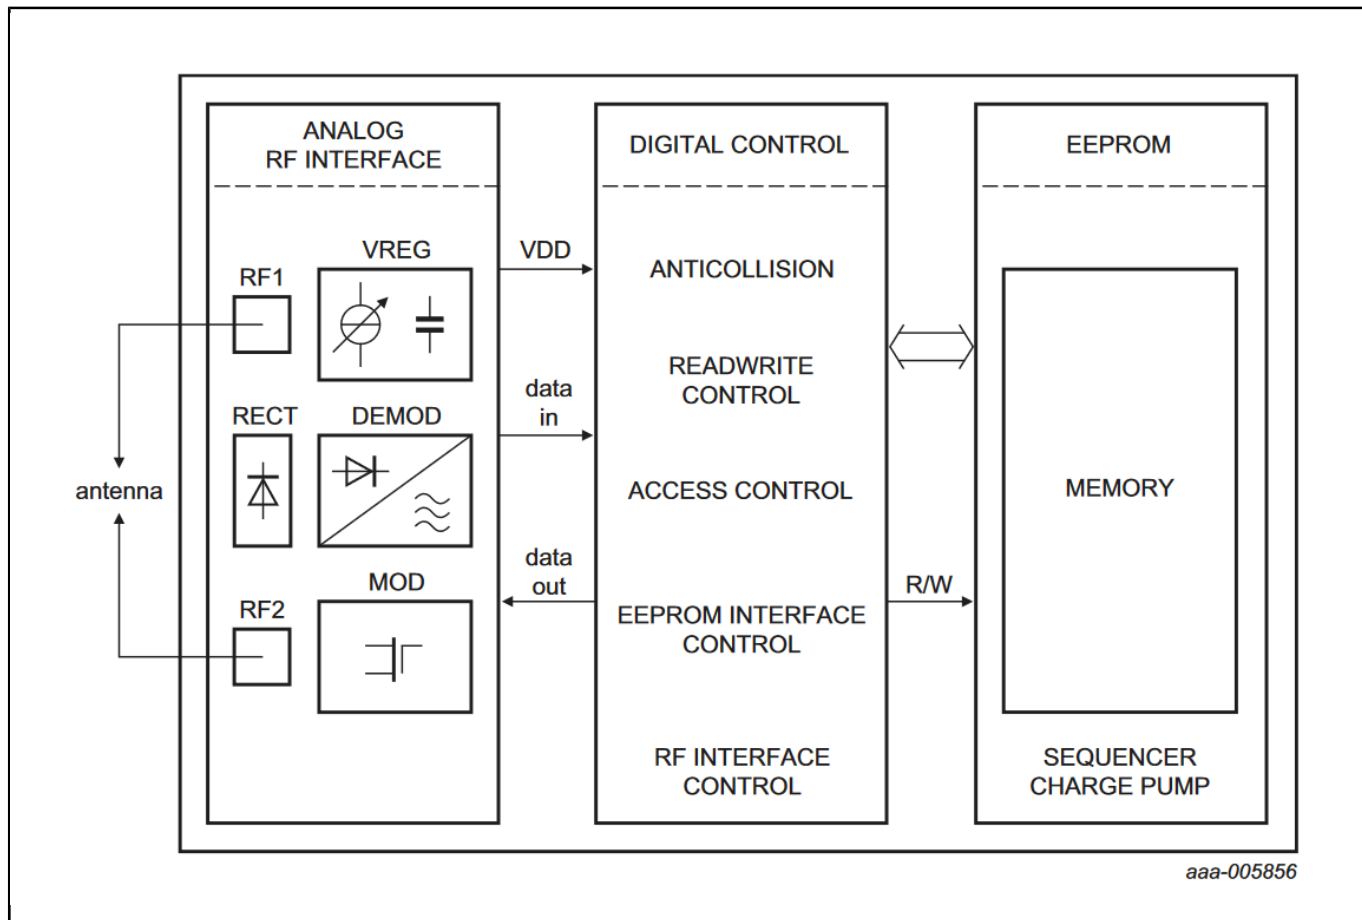 ANALOG
RF INTERFACE
DIGITAL CONTROL
EEPROM
VREG
VDD
RF1
ANTICOLLISION
READWRITE
CONTROL
data
in
RECT
DEMOD
antenna
ACCESS CONTROL
MEMORY
data
out
MOD
R/W
RF2
EEPROM INTERFACE
CONTROL
RF INTERFACE
CONTROL
SEQUENCER
CHARGE PUMP
aaa-005856